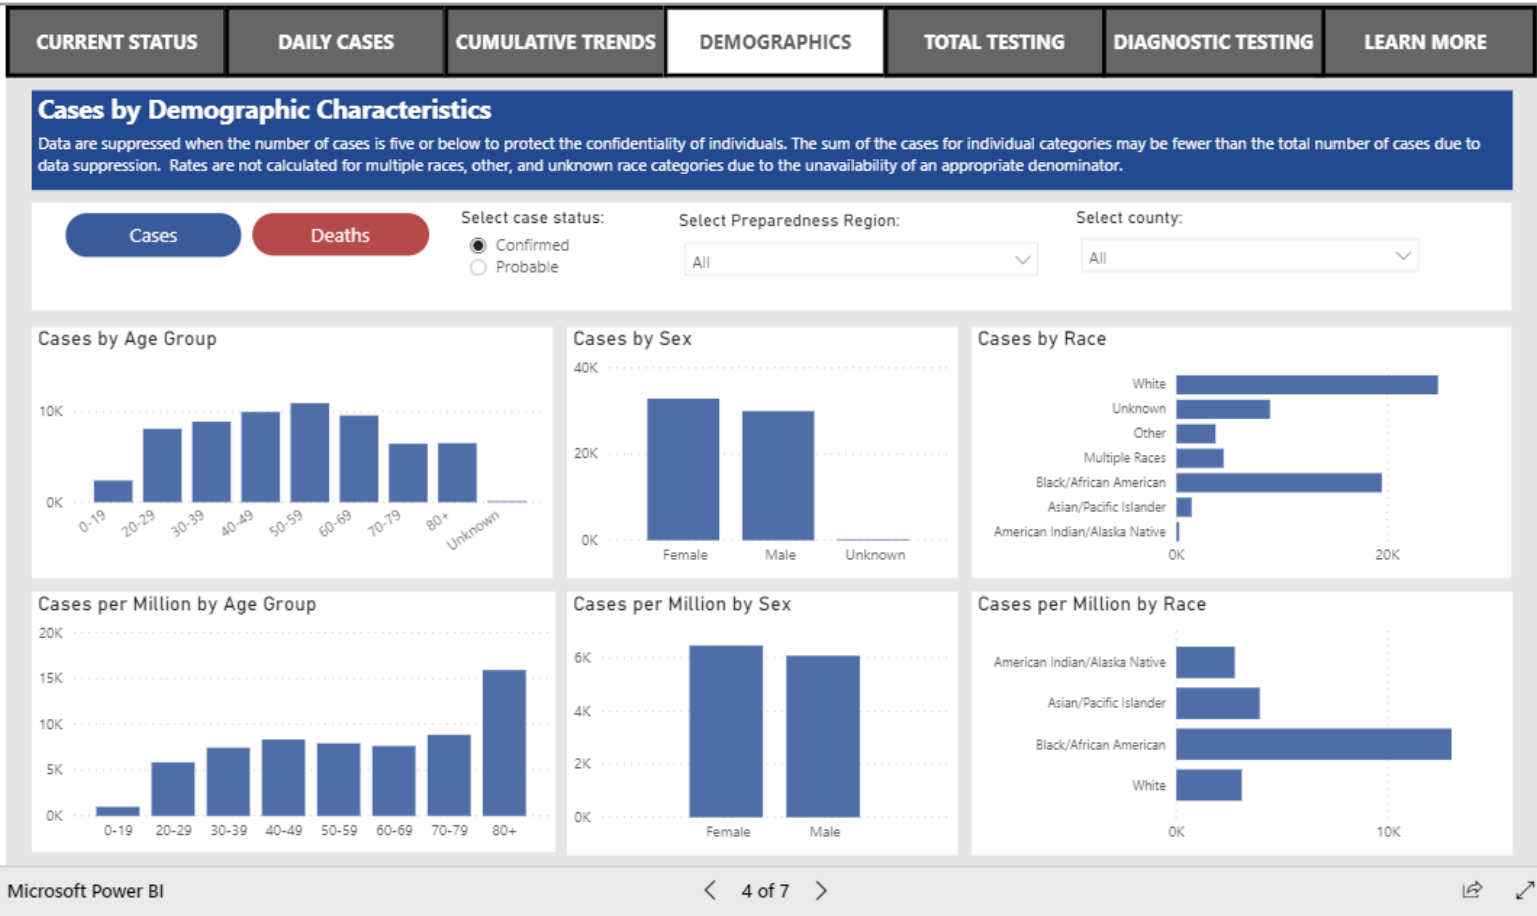 CURRENT STATUS
DAILY CASES
CUMULATIVE TRENDS
DEMOGRAPHICS
TOTAL TESTING
DIAGNOSTIC TESTING
LEARN MORE
Cases by Demographic Characteristics
Data are suppressed when the number of cases is five or below to protect the confidentiality of individuals. The sum of the cases for individual categories may be fewer than the total number of cases due to
data suppression.  Rates are not calculated for multiple races, other, and unknown race categories due to the unavailability of an appropriate denominator.
Cases
Deaths
Select case status:
Confirmed
Probable
Select Preparedness Region:
All
Select county:
All
Cases by Age Group
10K
0K
0-19
20-29
30-39
40-49
50-59
60-69
70-79
80+
Unknown
Cases by Sex
40K
20K
0K
Female
Male
Unknown
Cases by Race
White
Unknown
Other
Multiple Races
Black/African American
Asian/Pacific Islander
American Indian/Alaska Native
0K
20K
Cases per Million by Age Group
20K
15K
10K
5K
0K
0-19
20-29
30-39
40-49
50-59
60-69
70-79
80+
Cases per Million by Sex
6K
4K
2K
0K
Female
Male
Cases per Million by Race
American Indian/Alaska Native
Asian/Pacific Islander
Black/African American
White
0K
10K
Microsoft Power BI
4 of 7